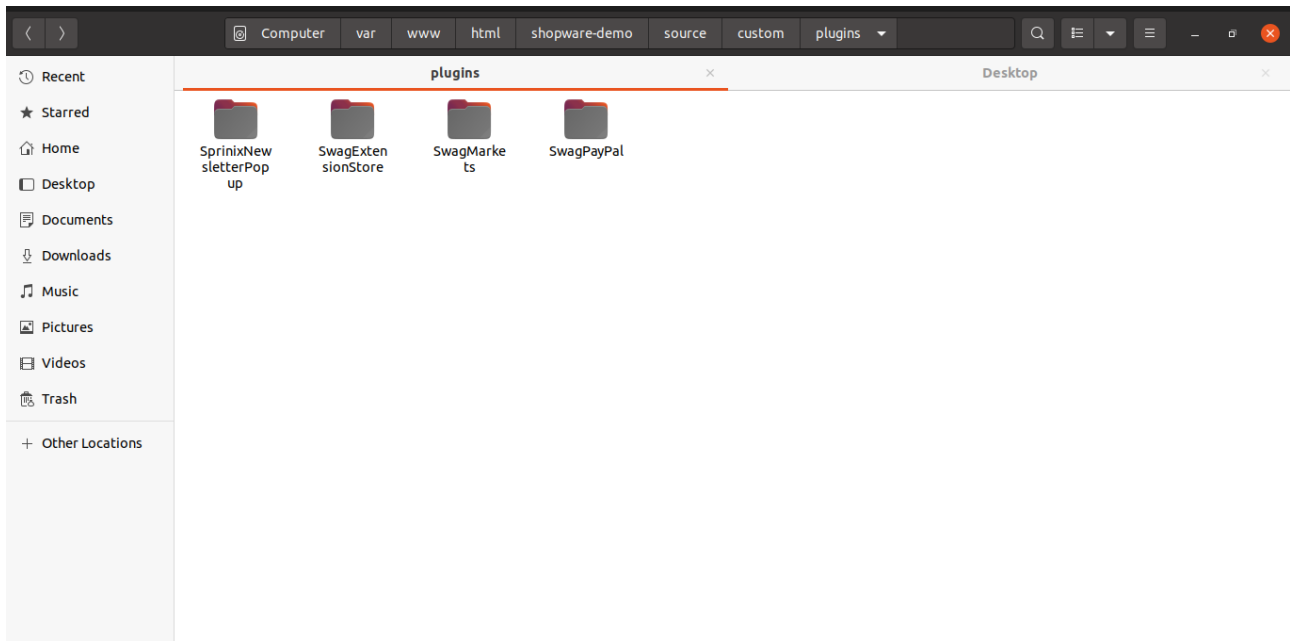 Computer var www html shopware-demo source custom plugins
Recent
Starred
Home
Desktop
Documents
Downloads
Music
Pictures
Videos
Trash
Other Locations
plugins
Desktop
SprinixNew
sletterPop
up
SwagExten
sionStore
SwagMarke
ts
SwagPayPal